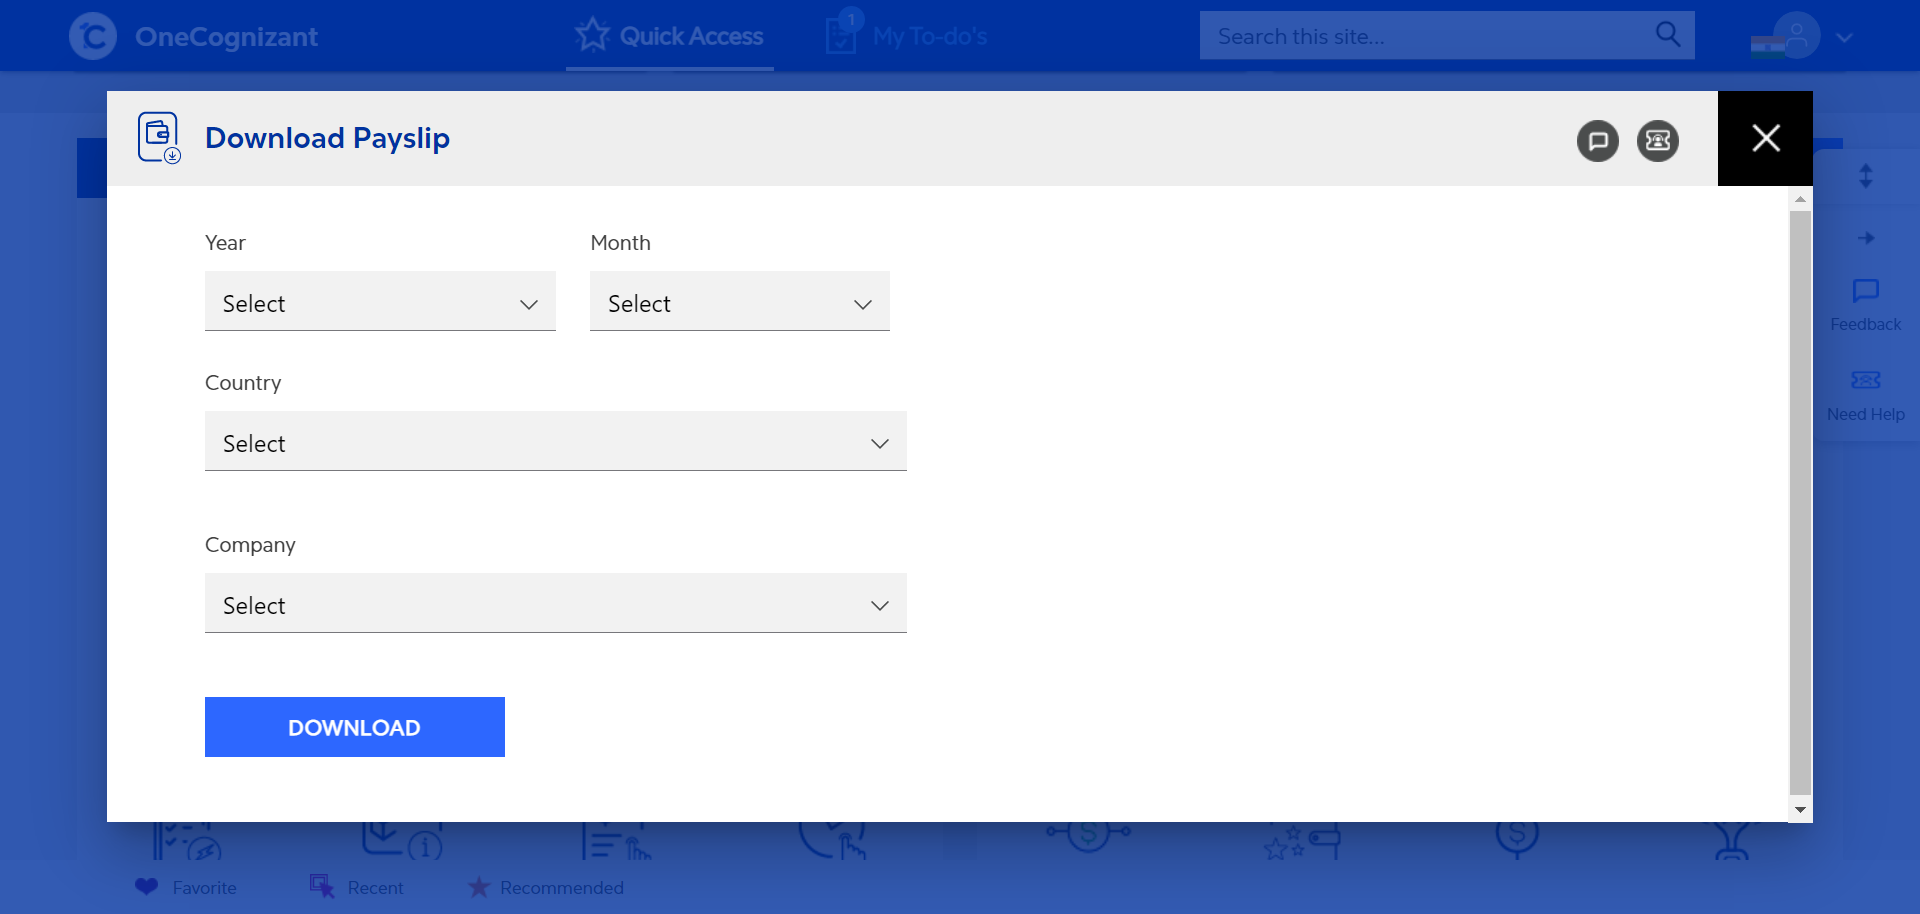 OneCognizant
Quick Access
1
My To-do's
Search this site...
Download Payslip
Year
Month
Select
Select
Country
Select
Company
Select
DOWNLOAD
Feedback
Need Help
Favorite
Recent
Recommended